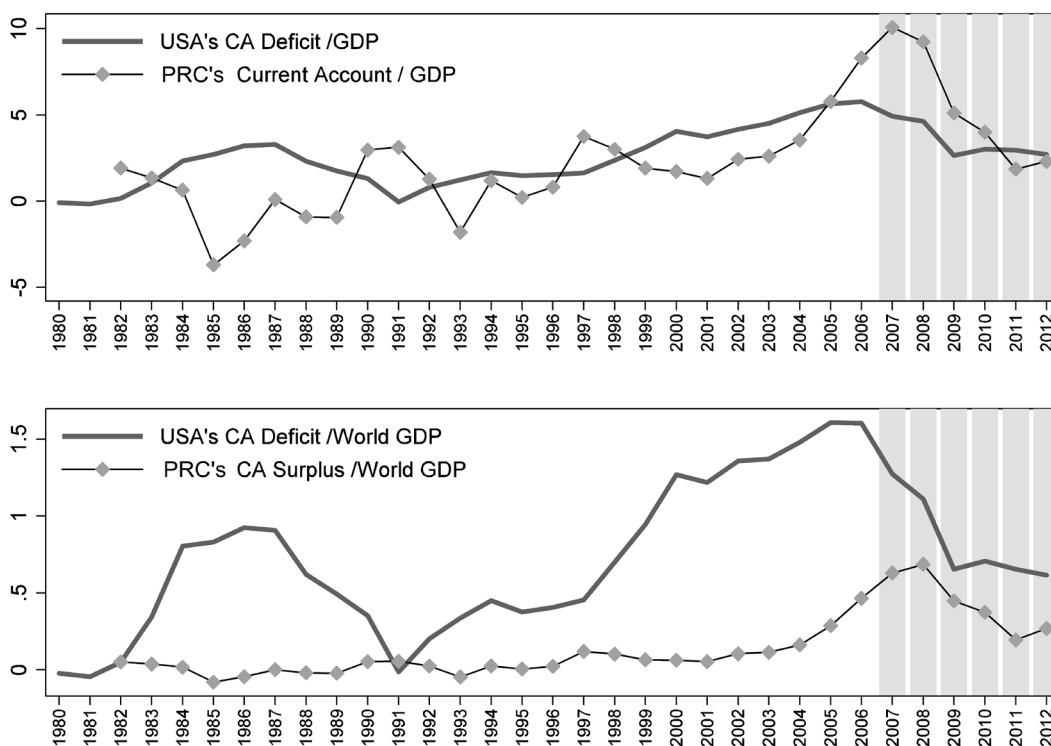 10
5
0
-5
USA's CA Deficit /GDP
PRC's Current Account / GDP
1980 1981 1982 1983 1984 1985 1986 1987 1988 1989 1990 1991 1992 1993 1994 1995 1996 1997 1998 1999 2000 2001 2002 2003 2004 2005 2006 2007 2008 2009 2010 2011 2012
1.5
1
.5
0
USA's CA Deficit /World GDP
PRC's CA Surplus /World GDP
1980 1981 1982 1983 1984 1985 1986 1987 1988 1989 1990 1991 1992 1993 1994 1995 1996 1997 1998 1999 2000 2001 2002 2003 2004 2005 2006 2007 2008 2009 2010 2011 2012